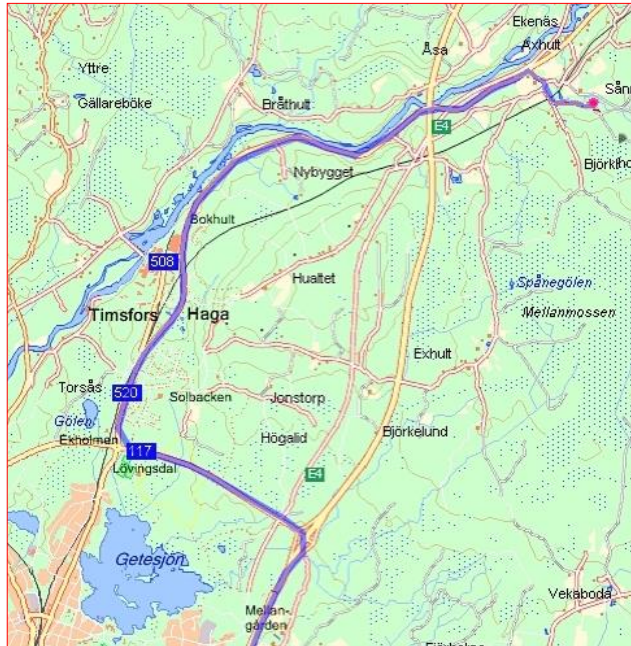 Ekenäs
Axhult
Åsa
Yttre
Gällareböke
Bråthult
E4
Nybygget
Bokhult
508
Hualtet
Spånegölen
Mellanmossen
Timsfors
Haga
Exhult
Torsås
520
Solbacken
Jonstorp
Gölen
Högalid
Björkelund
Ekholmen
117
Lövingsdal
E4
Getesjön
Vekaboda
Mellan-
gården